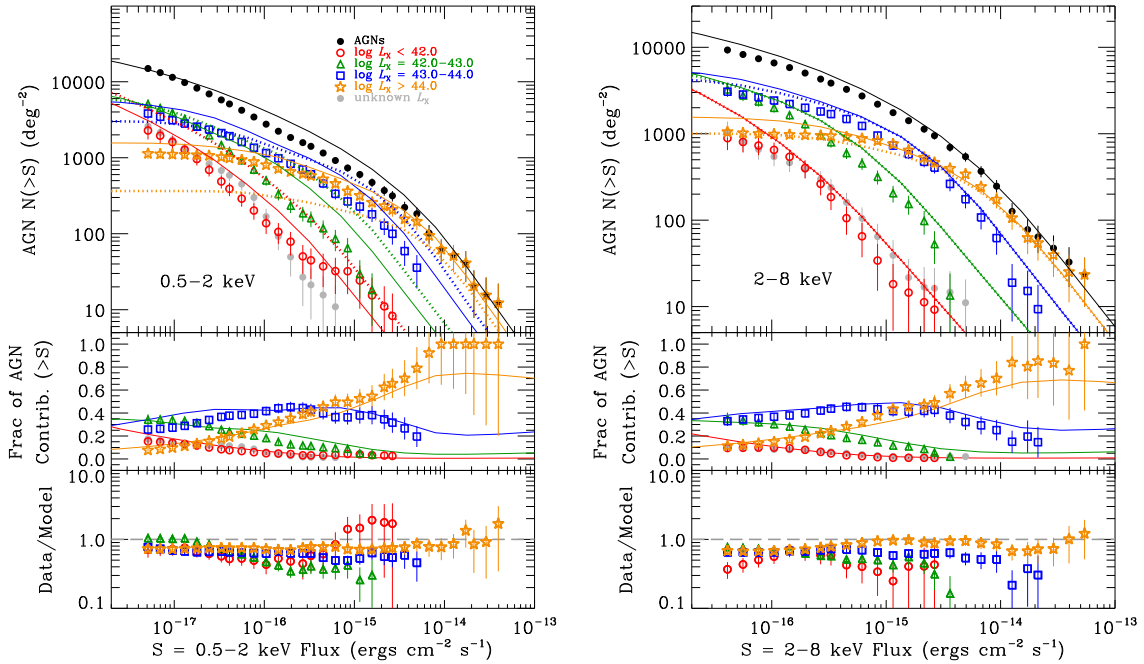 AGN N(>S) (deg⁻²)
10000
1000
100
10
AGNs
log Lx < 42.0
log Lx = 42.0−43.0
log Lx = 43.0−44.0
log Lx > 44.0
unknown Lx
0.5−2 keV
Frac of AGN
Contrib. (>S)
1.0
0.8
0.6
0.4
0.2
0.0
Data/Model
10.0
1.0
0.1
10⁻¹⁷
10⁻¹⁶
10⁻¹⁵
10⁻¹⁴
10⁻¹³
S = 0.5−2 keV Flux (ergs cm⁻² s⁻¹)
AGN N(>S) (deg⁻²)
10000
1000
100
10
2−8 keV
Frac of AGN
Contrib. (>S)
1.0
0.8
0.6
0.4
0.2
0.0
Data/Model
10.0
1.0
0.1
10⁻¹⁶
10⁻¹⁵
10⁻¹⁴
10⁻¹³
S = 2−8 keV Flux (ergs cm⁻² s⁻¹)